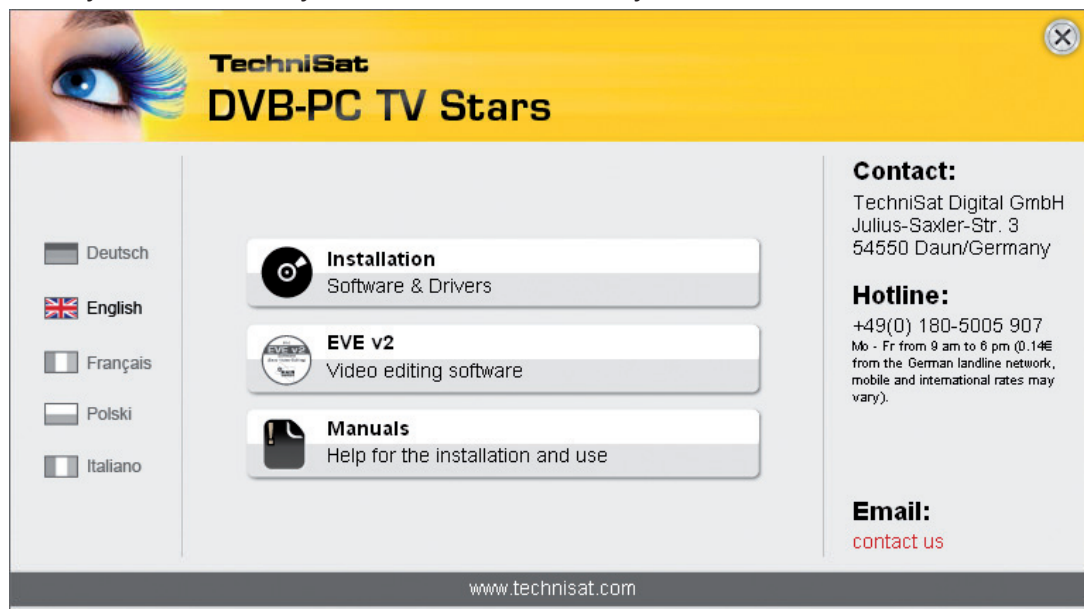 TechniSat
DVB-PC TV Stars
Deutsch
English
Français
Polski
Italiano
Installation
Software & Drivers
EVE v2
Video editing software
Manuals
Help for the installation and use
Contact:
TechniSat Digital GmbH
Julius-Saxler-Str. 3
54550 Daun/Germany
Hotline:
+49(0) 180-5005 907
Mo - Fr from 9 am to 6 pm (0.14€
from the German landline network,
mobile and international rates may
vary).
Email:
contact us
www.technisat.com